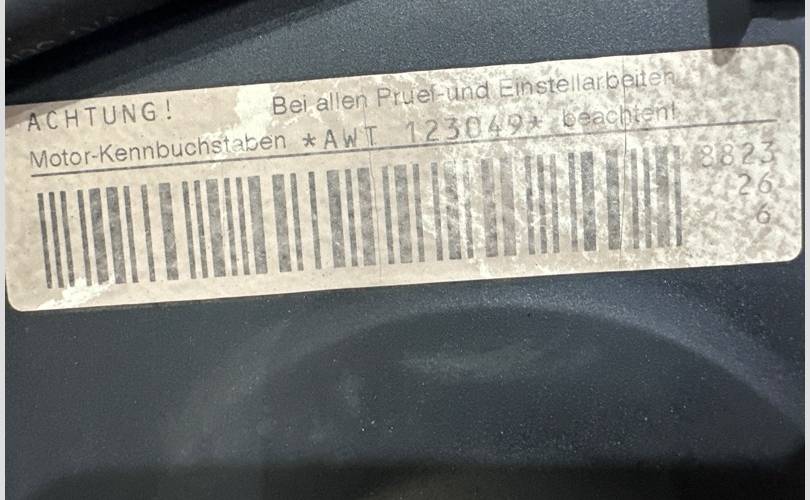 ACHTUNG! Bei allen Pruef-und Einstellarbeiten
Motor-Kennbuchstaben *AWT 123049* beachten!
8823
26
6